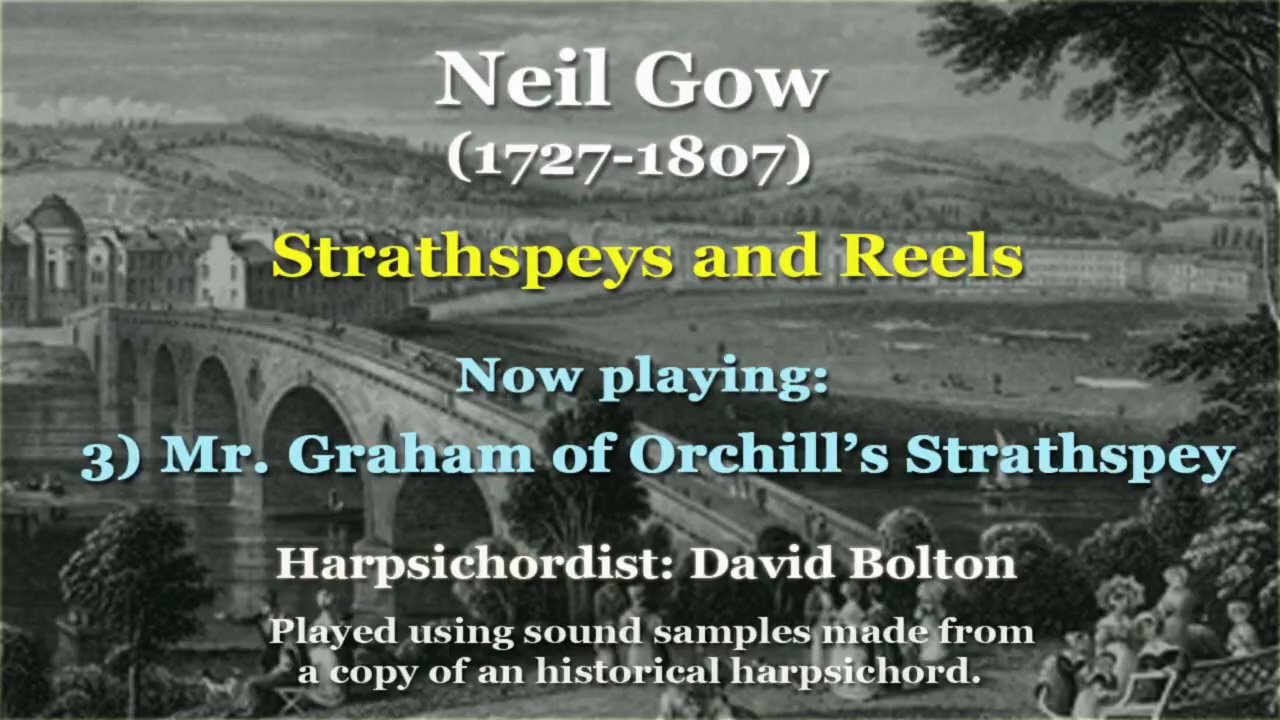 Neil Gow
(1727-1807)
Strathspeys and Reels
Now playing:
3) Mr. Graham of Orchill’s Strathspey
Harpsichordist: David Bolton
Played using sound samples made from
a copy of an historical harpsichord.